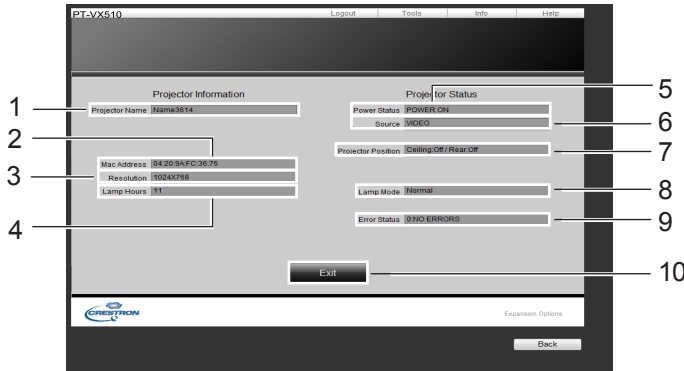 PT-VX510 Logout Tools Info Help
Projector Information Projector Status
5
1 Projector Name Name3614 Power Status POWER ON
Source VIDEO 6
2
Projector Position Ceiling:Off / Rear:Off 7
Mac Address 04:20:9A:FC:36:76
3 Resolution 1024X768
Lamp Hours 11 Lamp Mode Normal 8
4 Error Status 0:NO ERRORS 9
Exit 10
CRESTRON Expansion Options
Back